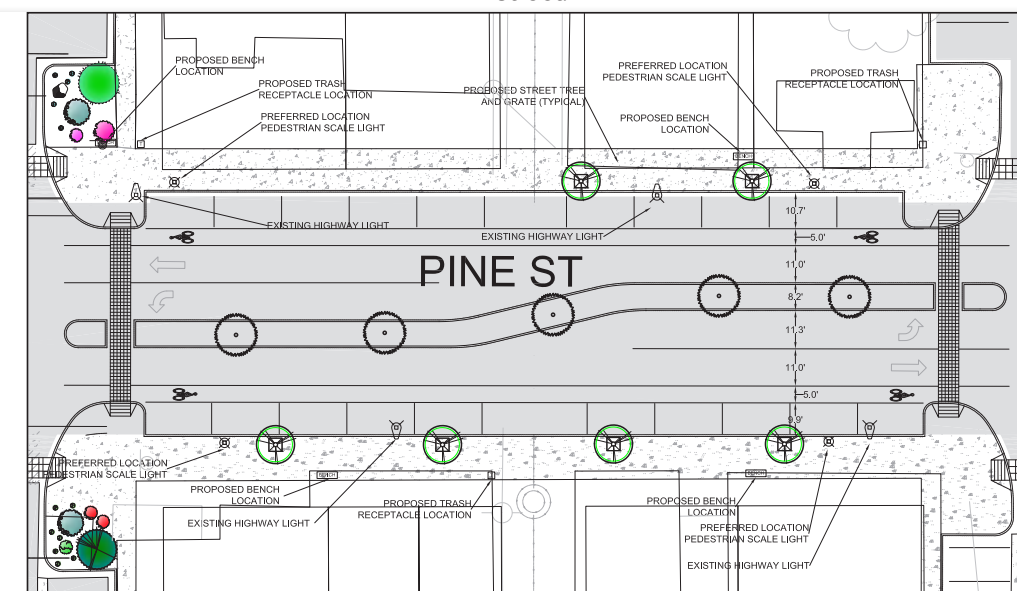 PROPOSED BENCH
LOCATION
PROPOSED TRASH
RECEPTACLE LOCATION
PREFERRED LOCATION
PEDESTRIAN SCALE LIGHT
PROPOSED STREET TREE
AND GRATE (TYPICAL)
PREFERRED LOCATION
PEDESTRIAN SCALE LIGHT
PROPOSED TRASH
RECEPTACLE LOCATION
PROPOSED BENCH
LOCATION
BENCH
EXISTING HIGHWAY LIGHT
EXISTING HIGHWAY LIGHT
10.7'
5.0'
11.0'
PINE ST
8.2'
11.3'
11.0'
5.0'
9.9'
PREFERRED LOCATION
PEDESTRIAN SCALE LIGHT
BENCH
PROPOSED BENCH
LOCATION
EXISTING HIGHWAY LIGHT
PROPOSED TRASH
RECEPTACLE LOCATION
BENCH
PROPOSED BENCH
LOCATION
PREFERRED LOCATION
PEDESTRIAN SCALE LIGHT
EXISTING HIGHWAY LIGHT